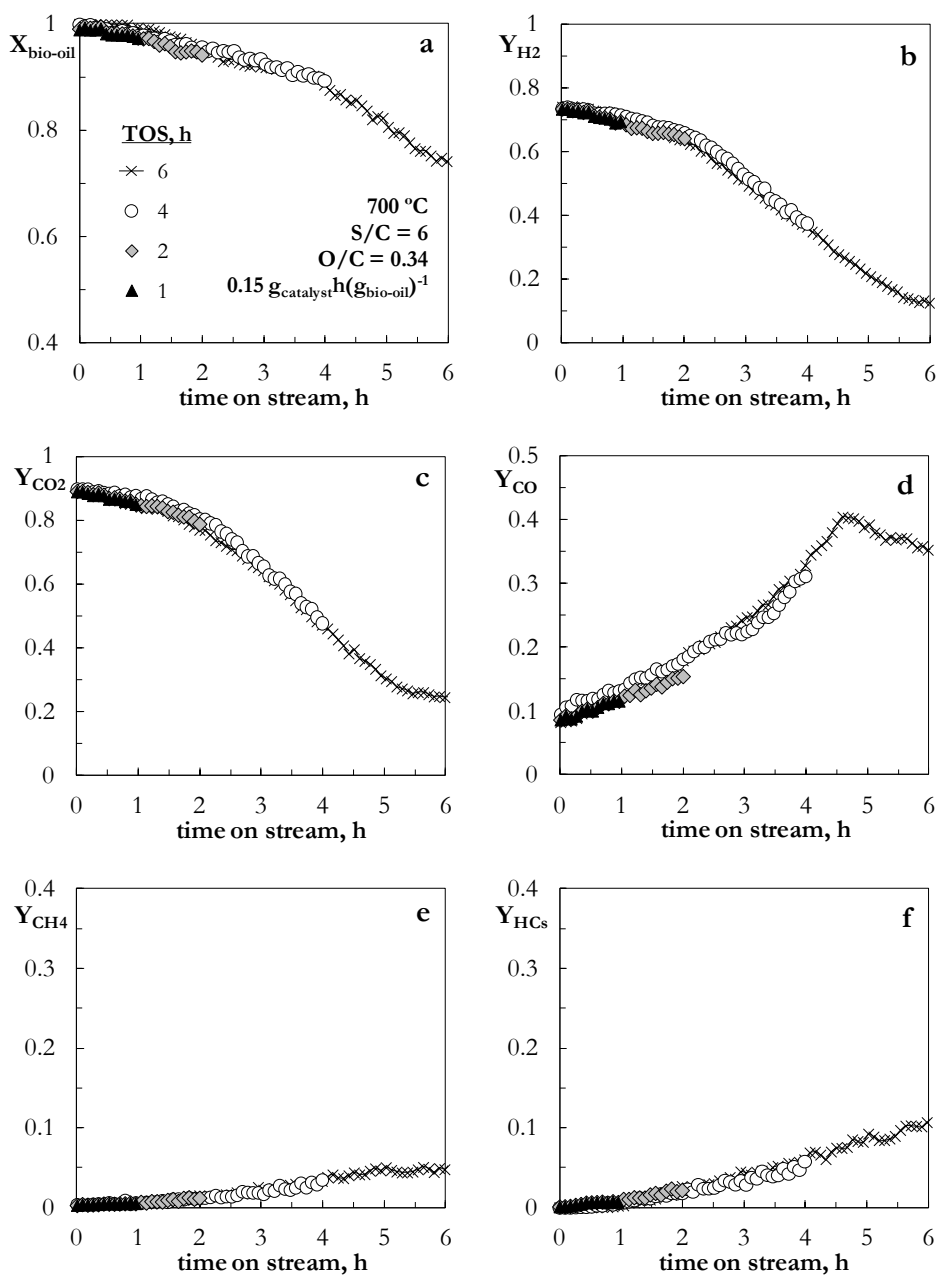 1
X_bio-oil
a
0.8
0.6
0.4
TOS, h
6
4
2
1
700 ºC
S/C = 6
O/C = 0.34
0.15 g_catalyst h(g_bio-oil)^-1
0 1 2 3 4 5 6
time on stream, h
1
Y_H2
b
0.8
0.6
0.4
0.2
0
0 1 2 3 4 5 6
time on stream, h
1
Y_CO2
c
0.8
0.6
0.4
0.2
0
0 1 2 3 4 5 6
time on stream, h
0.5
Y_CO
d
0.4
0.3
0.2
0.1
0
0 1 2 3 4 5 6
time on stream, h
0.4
Y_CH4
e
0.3
0.2
0.1
0
0 1 2 3 4 5 6
time on stream, h
0.4
Y_HCs
f
0.3
0.2
0.1
0
0 1 2 3 4 5 6
time on stream, h